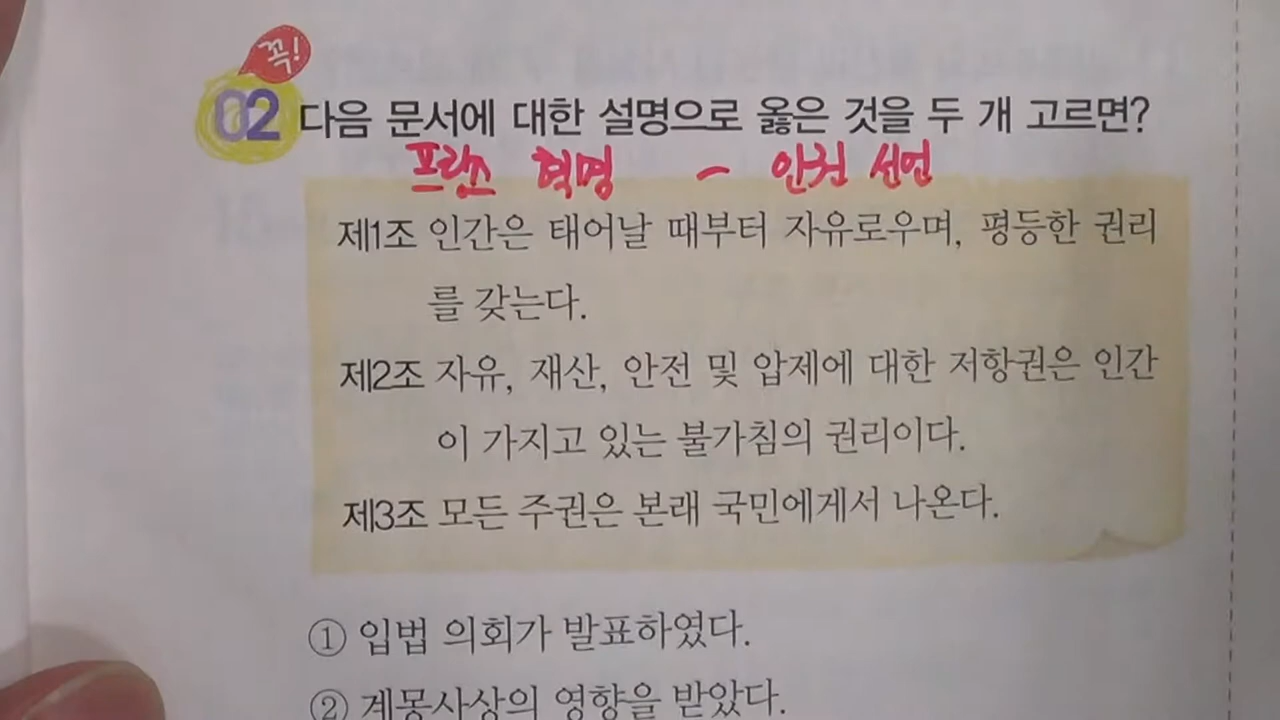 꼭!
02 다음 문서에 대한 설명으로 옳은 것을 두 개 고르면?
프랑스 혁명 - 인권 선언
제1조 인간은 태어날 때부터 자유로우며, 평등한 권리
를 갖는다.
제2조 자유, 재산, 안전 및 압제에 대한 저항권은 인간
이 가지고 있는 불가침의 권리이다.
제3조 모든 주권은 본래 국민에게서 나온다.
① 입법 의회가 발표하였다.
② 계몽사상의 영향을 받았다.